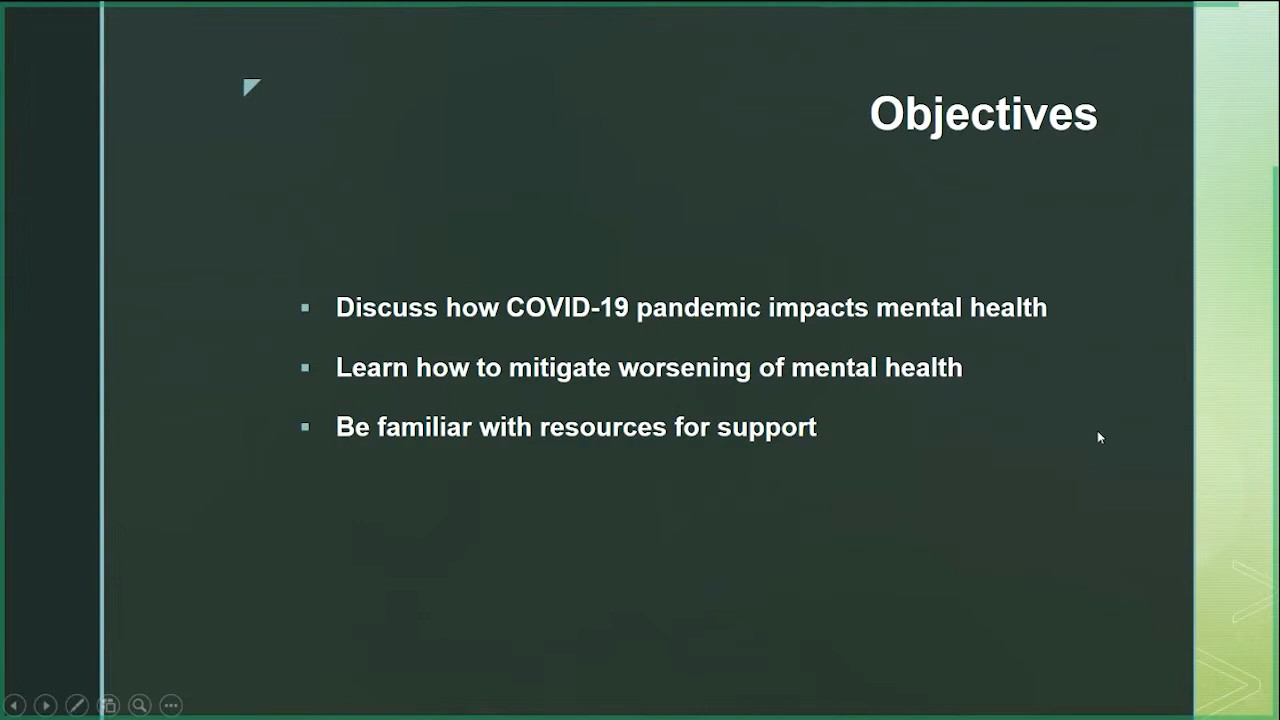 Objectives
Discuss how COVID-19 pandemic impacts mental health
Learn how to mitigate worsening of mental health
Be familiar with resources for support